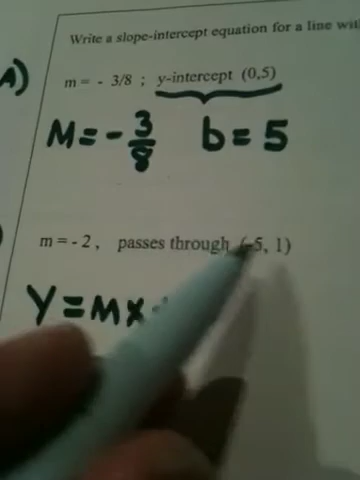 Write a slope-intercept equation for a line with
A)
m = - 3/8 ; y-intercept (0,5)
M = - 3/8 b = 5
m = - 2 , passes through (-5, 1)
Y = MX